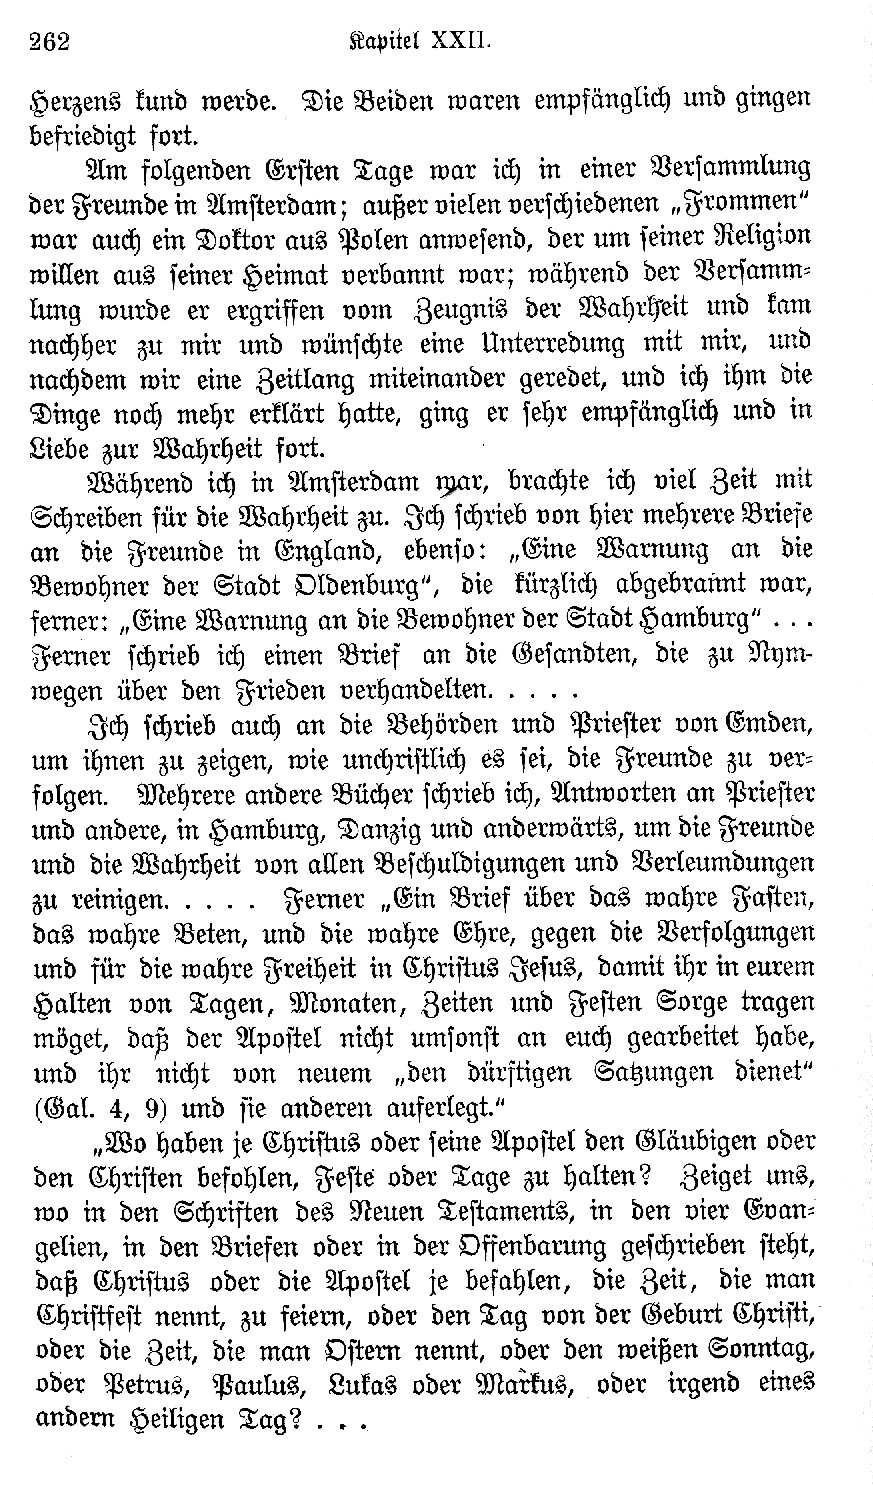 262 Kapitel XXII.
Herzens kund werde. Die Beiden waren empfänglich und gingen
befriedigt fort.
Am folgenden Ersten Tage war ich in einer Versammlung
der Freunde in Amsterdam; außer vielen verschiedenen „Frommen“
war auch ein Doktor aus Polen anwesend, der um seiner Religion
willen aus seiner Heimat verbannt war; während der Versamm-
lung wurde er ergriffen vom Zeugnis der Wahrheit und kam
nachher zu mir und wünschte eine Unterredung mit mir, und
nachdem wir eine Zeitlang miteinander geredet, und ich ihm die
Dinge noch mehr erklärt hatte, ging er sehr empfänglich und in
Liebe zur Wahrheit fort.
Während ich in Amsterdam war, brachte ich viel Zeit mit
Schreiben für die Wahrheit zu. Ich schrieb von hier mehrere Briefe
an die Freunde in England, ebenso: „Eine Warnung an die
Bewohner der Stadt Oldenburg“, die kürzlich abgebrannt war,
ferner: „Eine Warnung an die Bewohner der Stadt Hamburg“ . . .
Ferner schrieb ich einen Brief an die Gesandten, die zu Nym-
wegen über den Frieden verhandelten. . . . .
Ich schrieb auch an die Behörden und Priester von Emden,
um ihnen zu zeigen, wie unchristlich es sei, die Freunde zu ver-
folgen. Mehrere andere Bücher schrieb ich, Antworten an Priester
und andere, in Hamburg, Danzig und anderwärts, um die Freunde
und die Wahrheit von allen Beschuldigungen und Verleumdungen
zu reinigen. . . . . Ferner „Ein Brief über das wahre Fasten,
das wahre Beten, und die wahre Ehre, gegen die Verfolgungen
und für die wahre Freiheit in Christus Jesus, damit ihr in eurem
Halten von Tagen, Monaten, Zeiten und Festen Sorge tragen
möget, daß der Apostel nicht umsonst an euch gearbeitet habe,
und ihr nicht von neuem „den dürftigen Satzungen dienet“
(Gal. 4, 9) und sie anderen auferlegt.“
„Wo haben je Christus oder seine Apostel den Gläubigen oder
den Christen befohlen, Feste oder Tage zu halten? Zeiget uns,
wo in den Schriften des Neuen Testaments, in den vier Evan-
gelien, in den Briefen oder in der Offenbarung geschrieben steht,
daß Christus oder die Apostel je befahlen, die Zeit, die man
Christfest nennt, zu feiern, oder den Tag von der Geburt Christi,
oder die Zeit, die man Ostern nennt, oder den weißen Sonntag,
oder Petrus, Paulus, Lukas oder Markus, oder irgend eines
andern Heiligen Tag? . . .